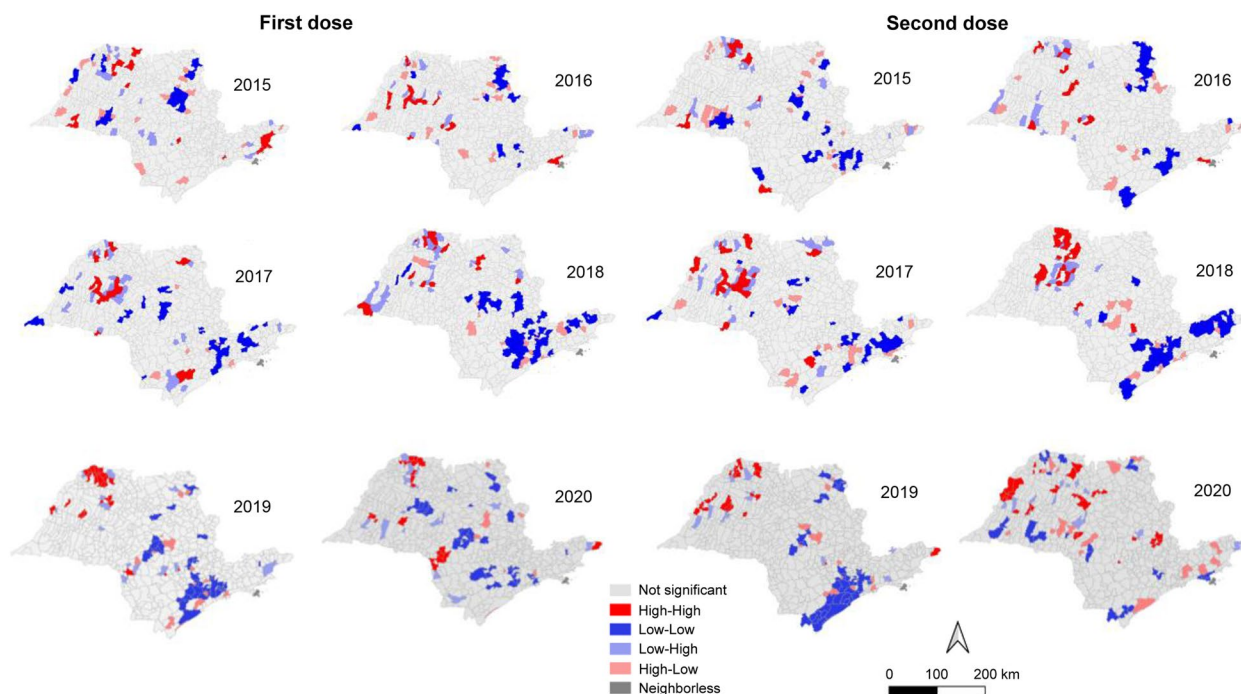 First dose
Second dose
2015
2016
2015
2016
2017
2018
2017
2018
2019
2020
2019
2020
Not significant
High-High
Low-Low
Low-High
High-Low
Neighborless
0 100 200 km